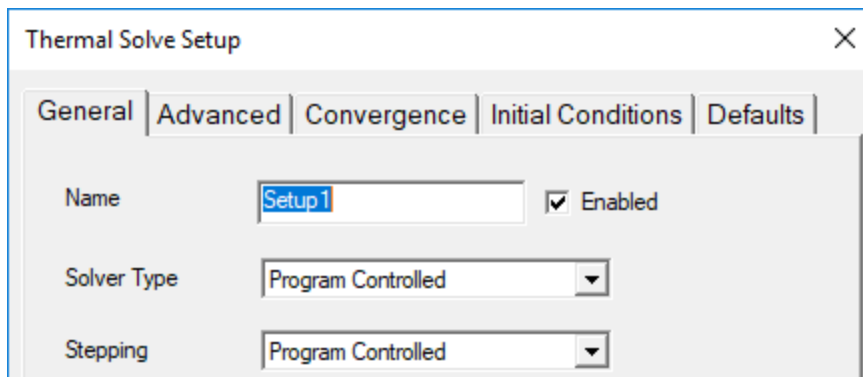 Thermal Solve Setup
General Advanced Convergence Initial Conditions Defaults
Name Setup1 Enabled
Solver Type Program Controlled
Stepping Program Controlled